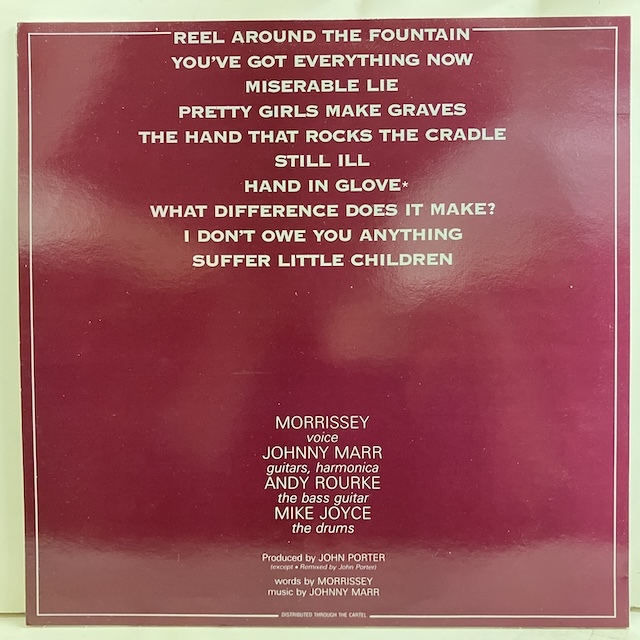 REEL AROUND THE FOUNTAIN
YOU'VE GOT EVERYTHING NOW
MISERABLE LIE
PRETTY GIRLS MAKE GRAVES
THE HAND THAT ROCKS THE CRADLE
STILL ILL
HAND IN GLOVE*
WHAT DIFFERENCE DOES IT MAKE?
I DON'T OWE YOU ANYTHING
SUFFER LITTLE CHILDREN
MORRISSEY
voice
JOHNNY MARR
guitars, harmonica
ANDY ROURKE
the bass guitar
MIKE JOYCE
the drums
Produced by JOHN PORTER
(except * Remixed by John Porter)
words by MORRISSEY
music by JOHNNY MARR
DISTRIBUTED THROUGH THE CARTEL